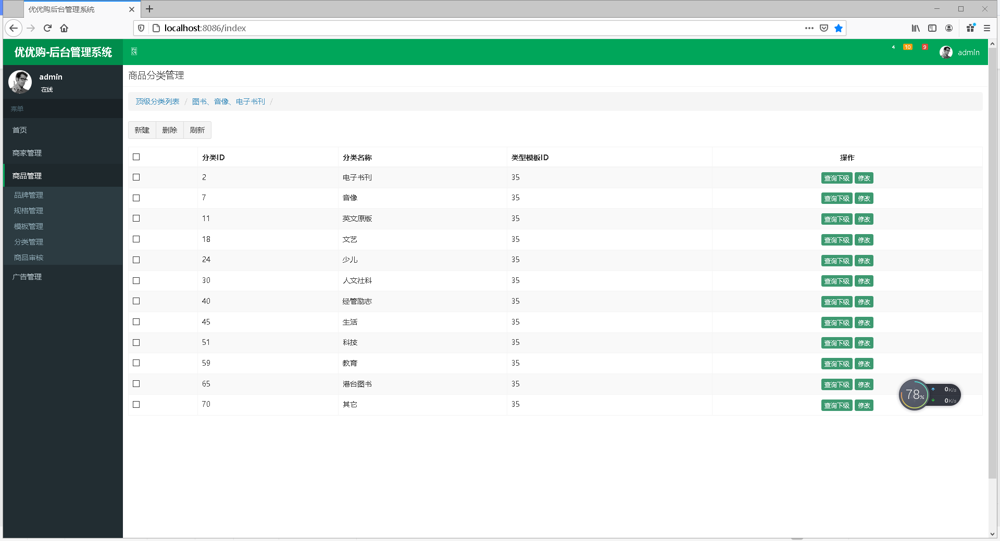 优优购后台管理系统
localhost:8086/index
优优购-后台管理系统
4 10 9 admin
admin
在线
菜单
首页
商家管理
商品管理
品牌管理
规格管理
模板管理
分类管理
商品审核
广告管理
商品分类管理
顶级分类列表 / 图书、音像、电子书刊 /
新建 删除 刷新
分类ID 分类名称 类型模板ID 操作
2 电子书刊 35 查询下级 修改
7 音像 35 查询下级 修改
11 英文原版 35 查询下级 修改
18 文艺 35 查询下级 修改
24 少儿 35 查询下级 修改
30 人文社科 35 查询下级 修改
40 经管励志 35 查询下级 修改
45 生活 35 查询下级 修改
51 科技 35 查询下级 修改
59 教育 35 查询下级 修改
65 港台图书 35 查询下级 修改
70 其它 35 查询下级 修改
78%
0K/s
0K/s